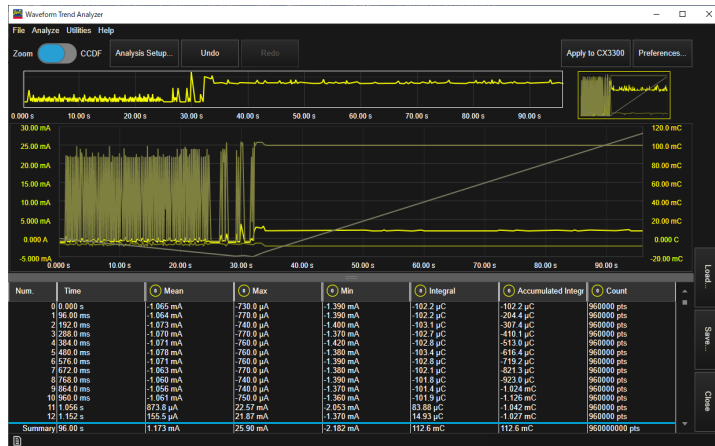 Waveform Trend Analyzer
File Analyze Utilities Help
Zoom CCDF Analysis Setup... Undo Redo Apply to CX3300 Preferences...
0.000 s 10.00 s 20.00 s 30.00 s 40.00 s 50.00 s 60.00 s 70.00 s 80.00 s 90.00 s
30.00 mA 120.0 mC
25.00 mA 100.0 mC
20.00 mA 80.00 mC
15.00 mA 60.00 mC
10.00 mA 40.00 mC
5.000 mA 20.00 mC
0.000 A 0.000 C
-5.000 mA -20.00 mC
0.000 s 10.00 s 20.00 s 30.00 s 40.00 s 50.00 s 60.00 s 70.00 s 80.00 s 90.00 s
Load...
Save...
Close
Num. Time Mean Max Min Integral Accumulated Integr Count
0 0.000 s -1.065 mA -730.0 µA -1.390 mA -102.2 µC -102.2 µC 960000 pts
1 96.00 ms -1.064 mA -770.0 µA -1.390 mA -102.2 µC -204.4 µC 960000 pts
2 192.0 ms -1.073 mA -740.0 µA -1.400 mA -103.1 µC -307.4 µC 960000 pts
3 288.0 ms -1.070 mA -770.0 µA -1.370 mA -102.7 µC -410.1 µC 960000 pts
4 384.0 ms -1.071 mA -760.0 µA -1.420 mA -102.8 µC -513.0 µC 960000 pts
5 480.0 ms -1.078 mA -760.0 µA -1.380 mA -103.4 µC -616.4 µC 960000 pts
6 576.0 ms -1.071 mA -760.0 µA -1.390 mA -102.8 µC -719.2 µC 960000 pts
7 672.0 ms -1.063 mA -770.0 µA -1.380 mA -102.1 µC -821.3 µC 960000 pts
8 768.0 ms -1.060 mA -740.0 µA -1.390 mA -101.8 µC -923.0 µC 960000 pts
9 864.0 ms -1.056 mA -740.0 µA -1.370 mA -101.4 µC -1.024 mC 960000 pts
10 960.0 ms -1.061 mA -750.0 µA -1.360 mA -101.9 µC -1.126 mC 960000 pts
11 1.056 s 873.8 µA 22.57 mA -2.053 mA 83.88 µC -1.042 mC 960000 pts
12 1.152 s 155.5 µA 21.87 mA -1.370 mA 14.93 µC -1.027 mC 960000 pts
Summary 96.00 s 1.173 mA 25.90 mA -2.182 mA 112.6 mC 112.6 mC 960000000 pts